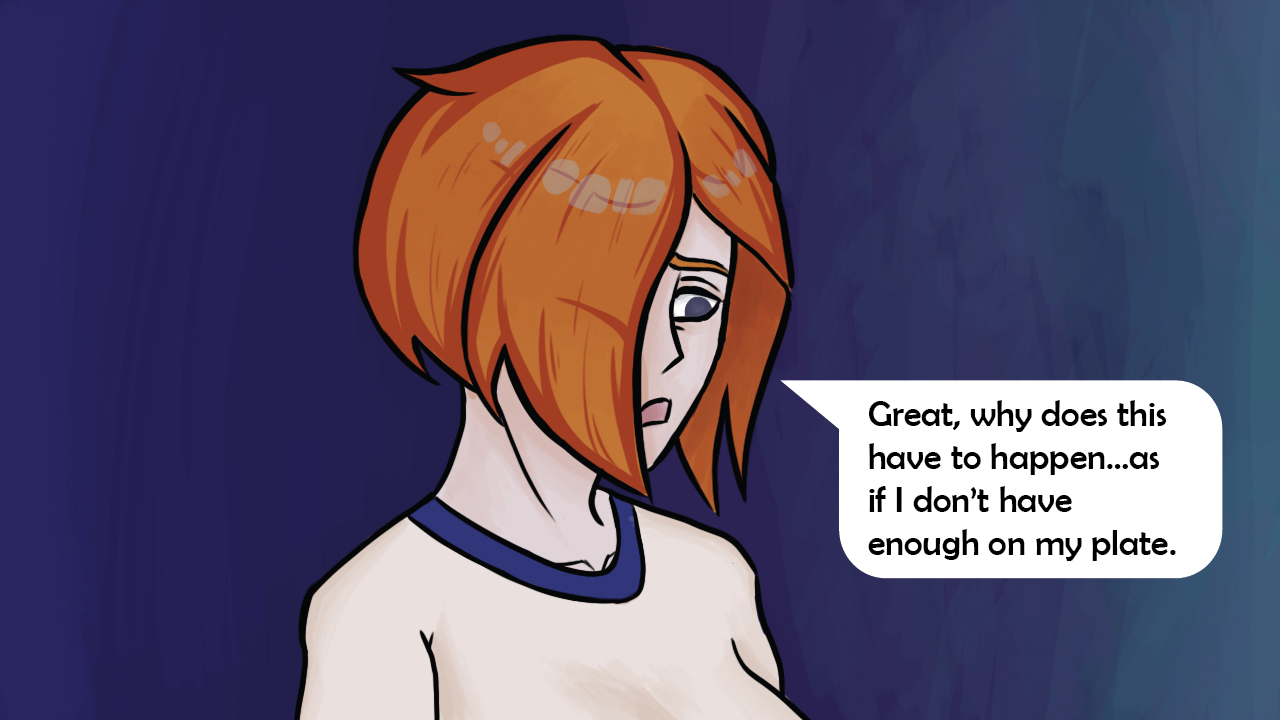 Great, why does this
have to happen...as
if I don’t have
enough on my plate.